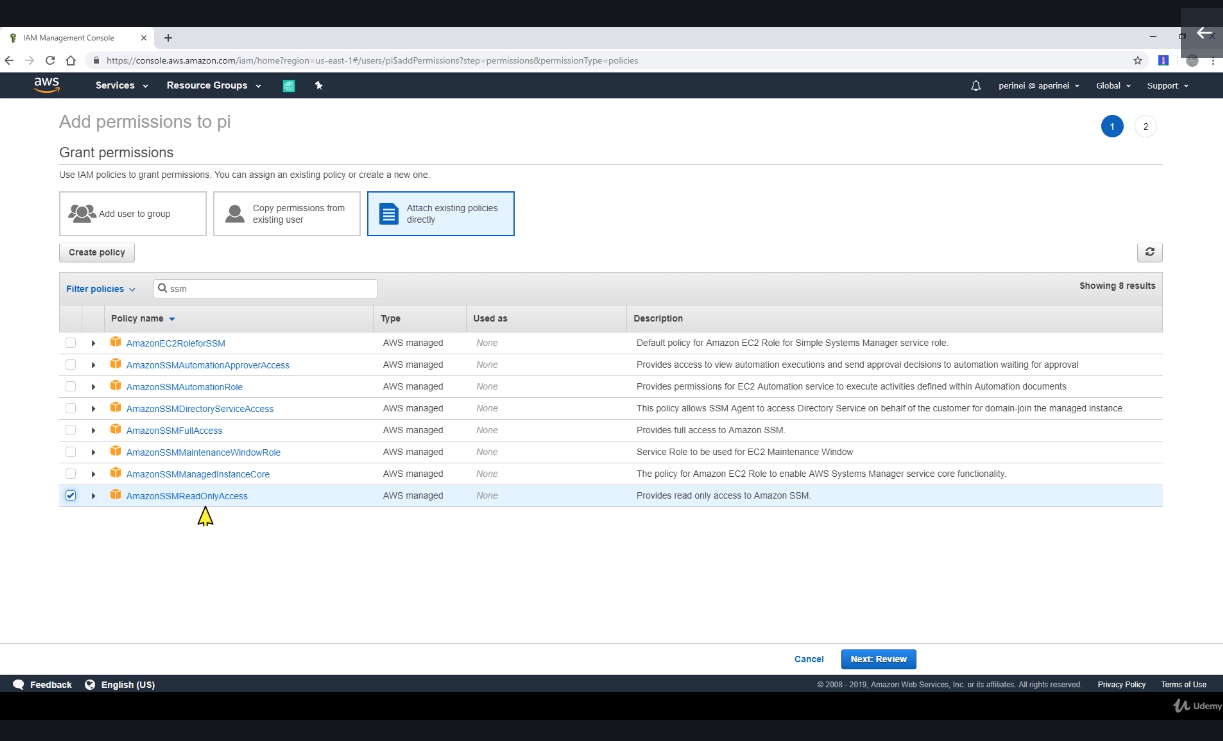 IAM Management Console
https://console.aws.amazon.com/iam/home?region=us-east-1#/users/pi$addPermissions?step=permissions&permissionType=policies
aws Services Resource Groups perinei @ aperinei Global Support
Add permissions to pi
1 2
Grant permissions
Use IAM policies to grant permissions. You can assign an existing policy or create a new one.
Add user to group
Copy permissions from
existing user
Attach existing policies
directly
Create policy
Filter policies ssm Showing 8 results
Policy name Type Used as Description
AmazonEC2RoleforSSM AWS managed None Default policy for Amazon EC2 Role for Simple Systems Manager service role.
AmazonSSMAutomationApproverAccess AWS managed None Provides access to view automation executions and send approval decisions to automation waiting for approval
AmazonSSMAutomationRole AWS managed None Provides permissions for EC2 Automation service to execute activities defined within Automation documents
AmazonSSMDirectoryServiceAccess AWS managed None This policy allows SSM Agent to access Directory Service on behalf of the customer for domain-join the managed instance.
AmazonSSMFullAccess AWS managed None Provides full access to Amazon SSM.
AmazonSSMMaintenanceWindowRole AWS managed None Service Role to be used for EC2 Maintenance Window
AmazonSSMManagedInstanceCore AWS managed None The policy for Amazon EC2 Role to enable AWS Systems Manager service core functionality.
AmazonSSMReadOnlyAccess AWS managed None Provides read only access to Amazon SSM.
Cancel Next: Review
Feedback English (US) © 2008 - 2019, Amazon Web Services, Inc. or its affiliates. All rights reserved. Privacy Policy Terms of Use
Udemy